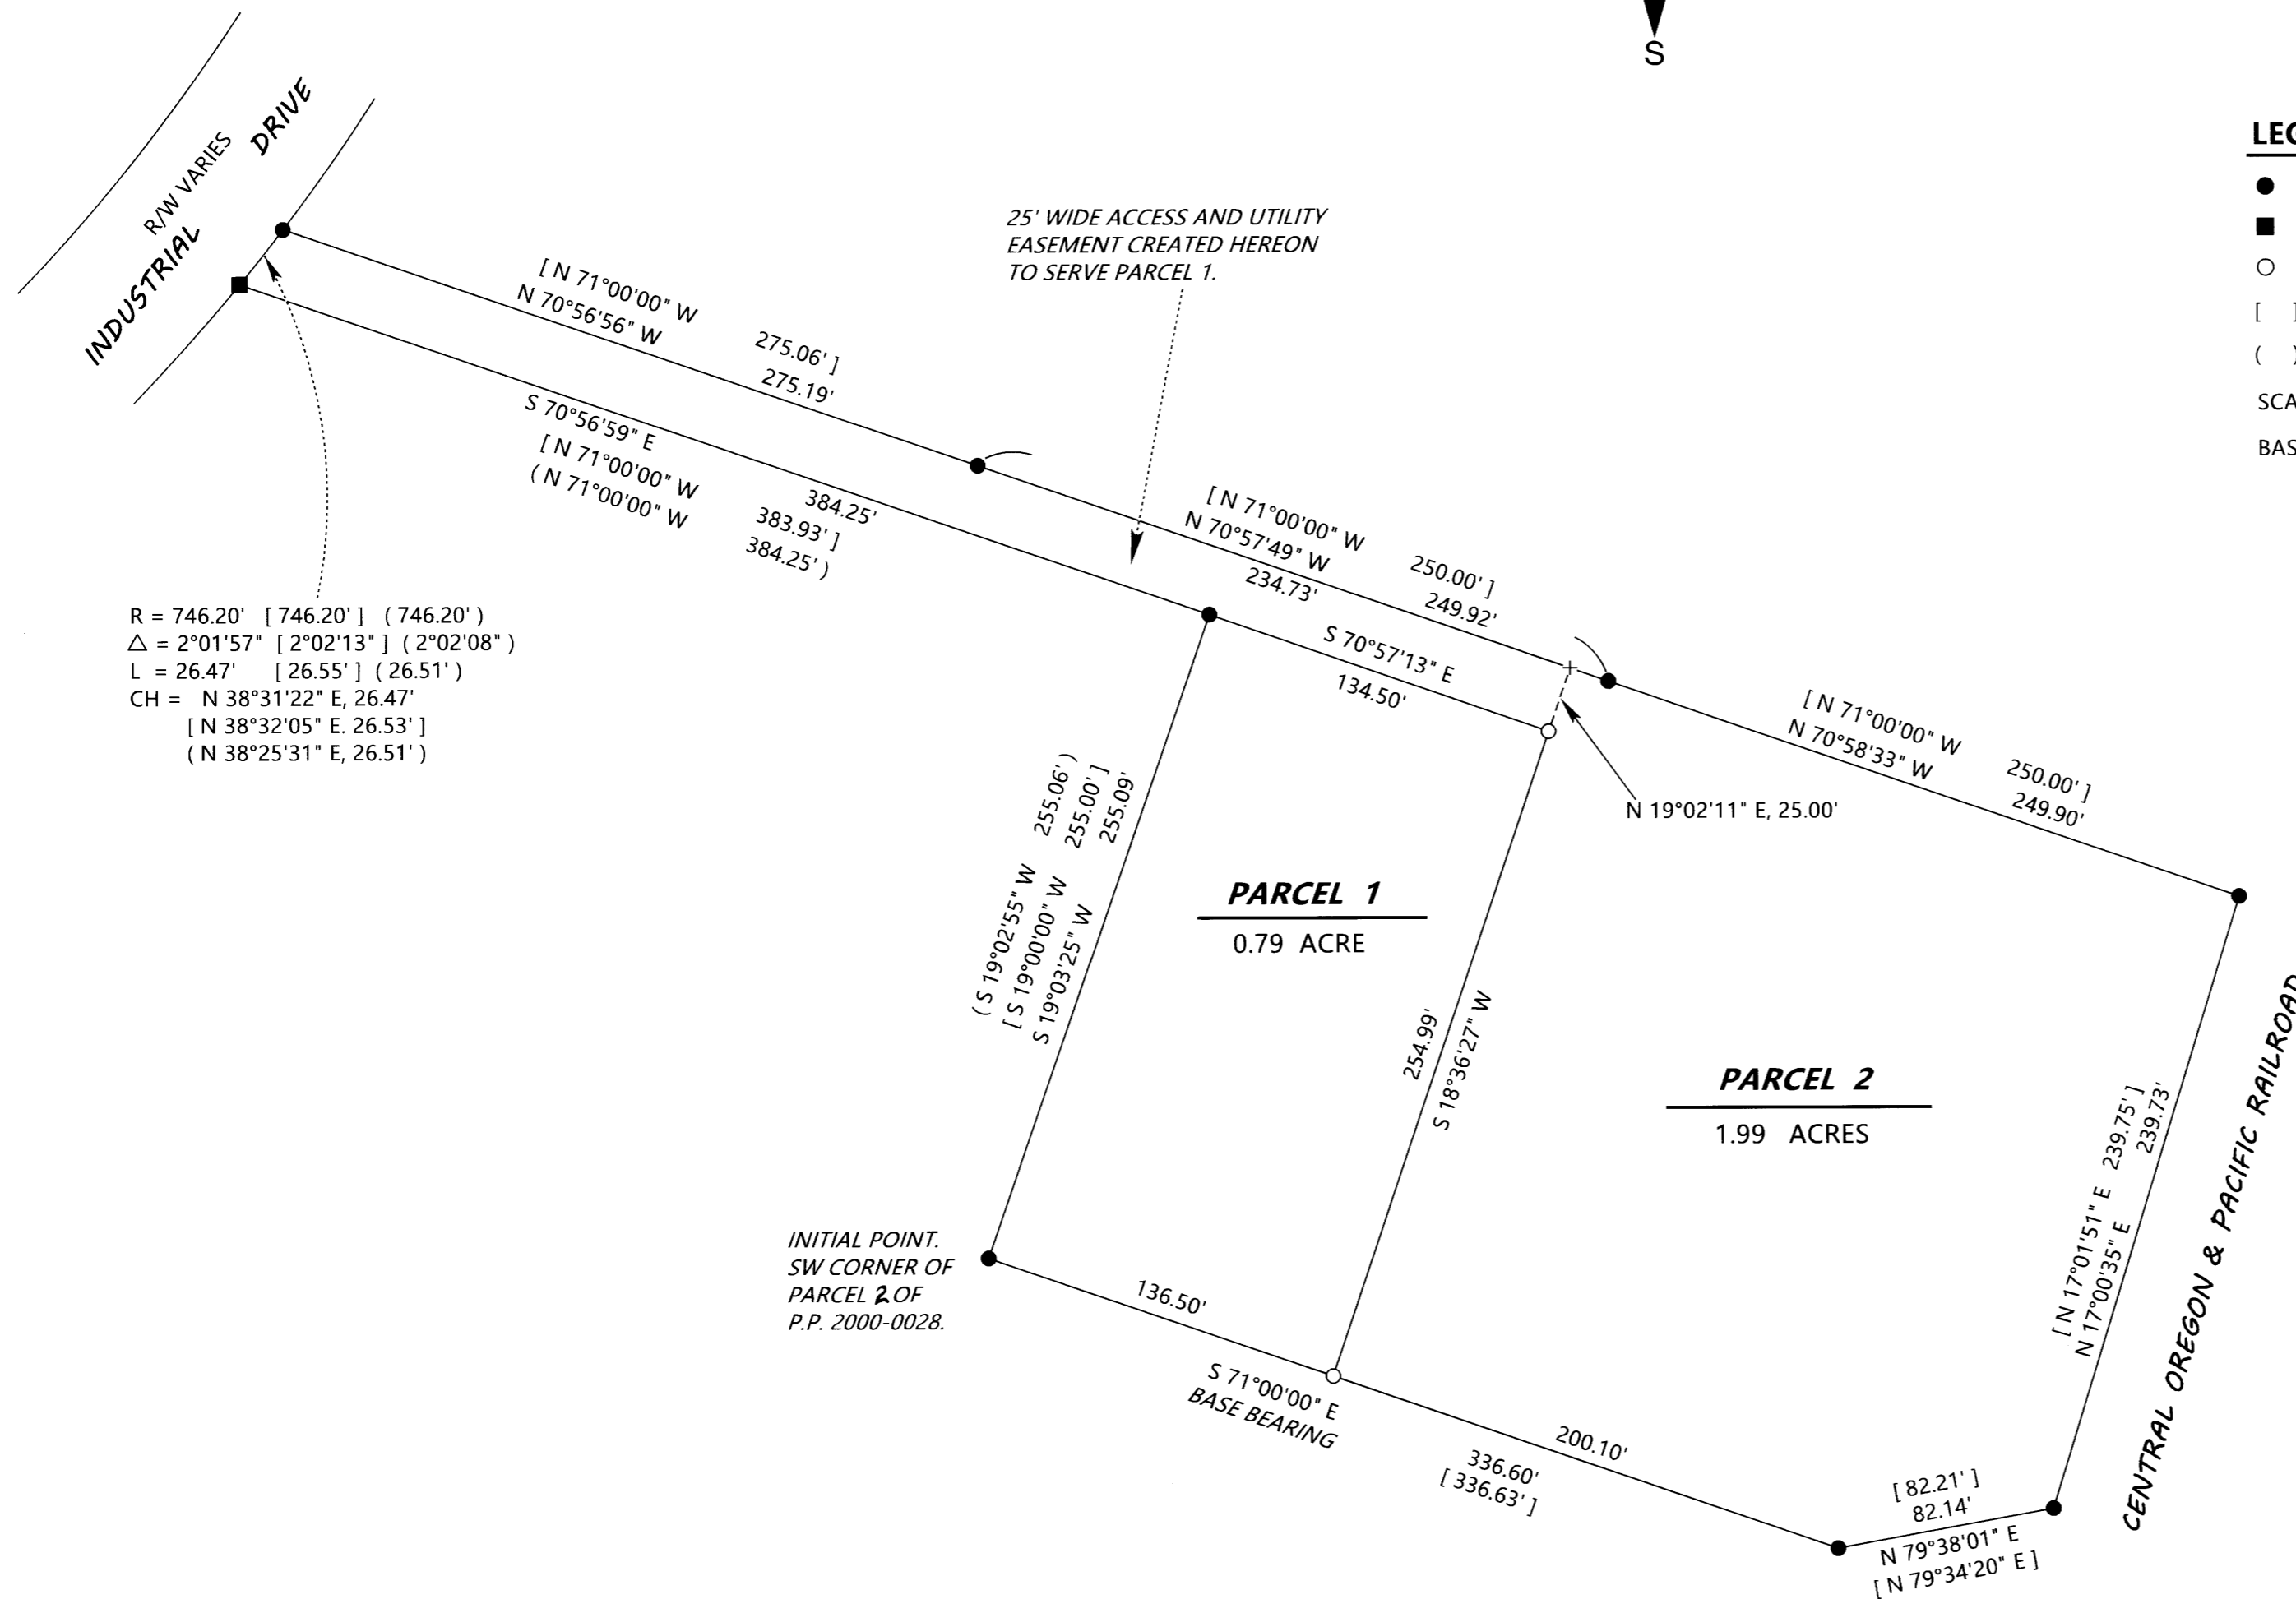 S
LEG
[ ]
( )
SCA
BAS
INDUSTRIAL DRIVE
R/W VARIES
25' WIDE ACCESS AND UTILITY
EASEMENT CREATED HEREON
TO SERVE PARCEL 1.
[ N 71°00'00" W 275.06' ]
N 70°56'56" W 275.19'
S 70°56'59" E 384.25'
[ N 71°00'00" W 383.93' ]
( N 71°00'00" W 384.25' )
[ N 71°00'00" W 250.00' ]
N 70°57'49" W 249.92'
234.73'
S 70°57'13" E
134.50'
[ N 71°00'00" W 250.00' ]
N 70°58'33" W 249.90'
N 19°02'11" E, 25.00'
R = 746.20' [ 746.20' ] ( 746.20' )
△ = 2°01'57" [ 2°02'13" ] ( 2°02'08" )
L = 26.47' [ 26.55' ] ( 26.51' )
CH = N 38°31'22" E, 26.47'
[ N 38°32'05" E. 26.53' ]
( N 38°25'31" E, 26.51' )
( S 19°02'55" W 255.06' )
[ S 19°00'00" W 255.00' ]
S 19°03'25" W 255.09'
PARCEL 1
0.79 ACRE
254.99'
S 18°36'27" W
PARCEL 2
1.99 ACRES
[ N 17°01'51" E 239.75' ]
N 17°00'35" E 239.73'
CENTRAL OREGON & PACIFIC RAILROAD
INITIAL POINT.
SW CORNER OF
PARCEL 2 OF
P.P. 2000-0028.
136.50'
S 71°00'00" E
BASE BEARING
200.10'
336.60'
[ 336.63' ]
[ 82.21' ]
82.14'
N 79°38'01" E
[ N 79°34'20" E ]